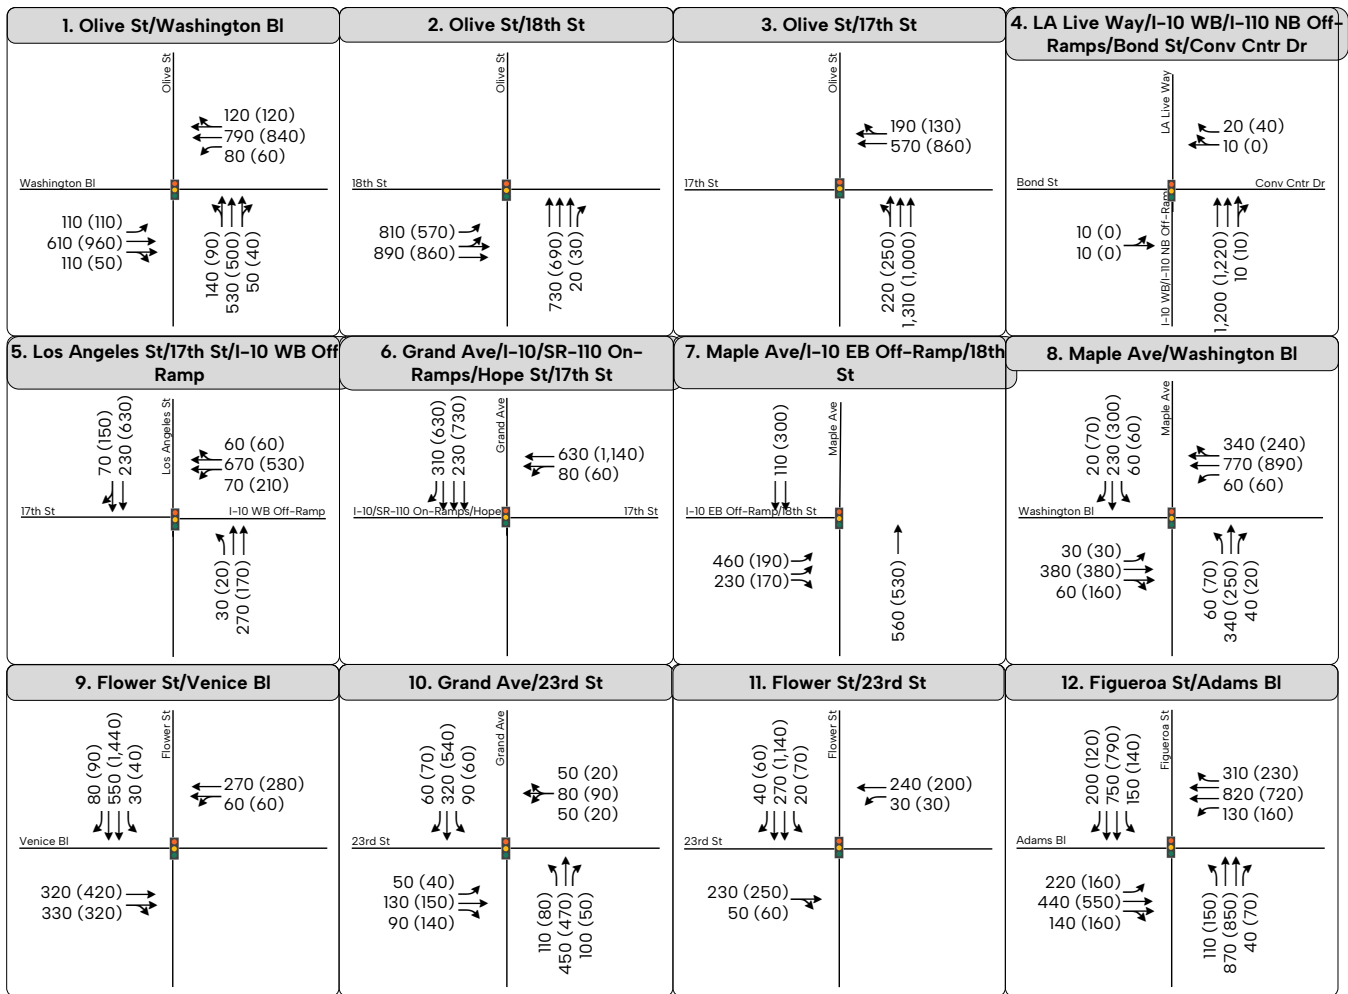 1. Olive St/Washington Bl
Olive St
120 (120)
790 (840)
80 (60)
Washington Bl
110 (110)
610 (960)
110 (50)
140 (90)
530 (500)
50 (40)
2. Olive St/18th St
Olive St
18th St
810 (570)
890 (860)
730 (690)
20 (30)
3. Olive St/17th St
Olive St
190 (130)
570 (860)
17th St
220 (250)
1,310 (1,000)
4. LA Live Way/I-10 WB/I-110 NB Off-
Ramps/Bond St/Conv Cntr Dr
LA Live Way
20 (40)
10 (0)
Bond St
Conv Cntr Dr
10 (0)
10 (0)
I-10 WB/I-110 NB Off-Ram
1,200 (1,220)
10 (10)
5. Los Angeles St/17th St/I-10 WB Off
Ramp
70 (150)
230 (630)
Los Angeles St
60 (60)
670 (530)
70 (210)
17th St
I-10 WB Off-Ramp
30 (20)
270 (170)
6. Grand Ave/I-10/SR-110 On-
Ramps/Hope St/17th St
310 (630)
230 (730)
Grand Ave
630 (1,140)
80 (60)
I-10/SR-110 On-Ramps/Hope
17th St
7. Maple Ave/I-10 EB Off-Ramp/18th
St
110 (300)
Maple Ave
I-10 EB Off-Ramp/18th St
460 (190)
230 (170)
560 (530)
8. Maple Ave/Washington Bl
20 (70)
230 (300)
60 (60)
Maple Ave
340 (240)
770 (890)
60 (60)
Washington Bl
30 (30)
380 (380)
60 (160)
60 (70)
340 (250)
40 (20)
9. Flower St/Venice Bl
80 (90)
550 (1,440)
30 (40)
Flower St
270 (280)
60 (60)
Venice Bl
320 (420)
330 (320)
10. Grand Ave/23rd St
60 (70)
320 (540)
90 (60)
Grand Ave
50 (20)
80 (90)
50 (20)
23rd St
50 (40)
130 (150)
90 (140)
110 (80)
450 (470)
100 (50)
11. Flower St/23rd St
40 (60)
270 (1,140)
20 (70)
Flower St
240 (200)
30 (30)
23rd St
230 (250)
50 (60)
12. Figueroa St/Adams Bl
200 (120)
750 (790)
150 (140)
Figueroa St
310 (230)
820 (720)
130 (160)
Adams Bl
220 (160)
440 (550)
140 (160)
110 (150)
870 (850)
40 (70)